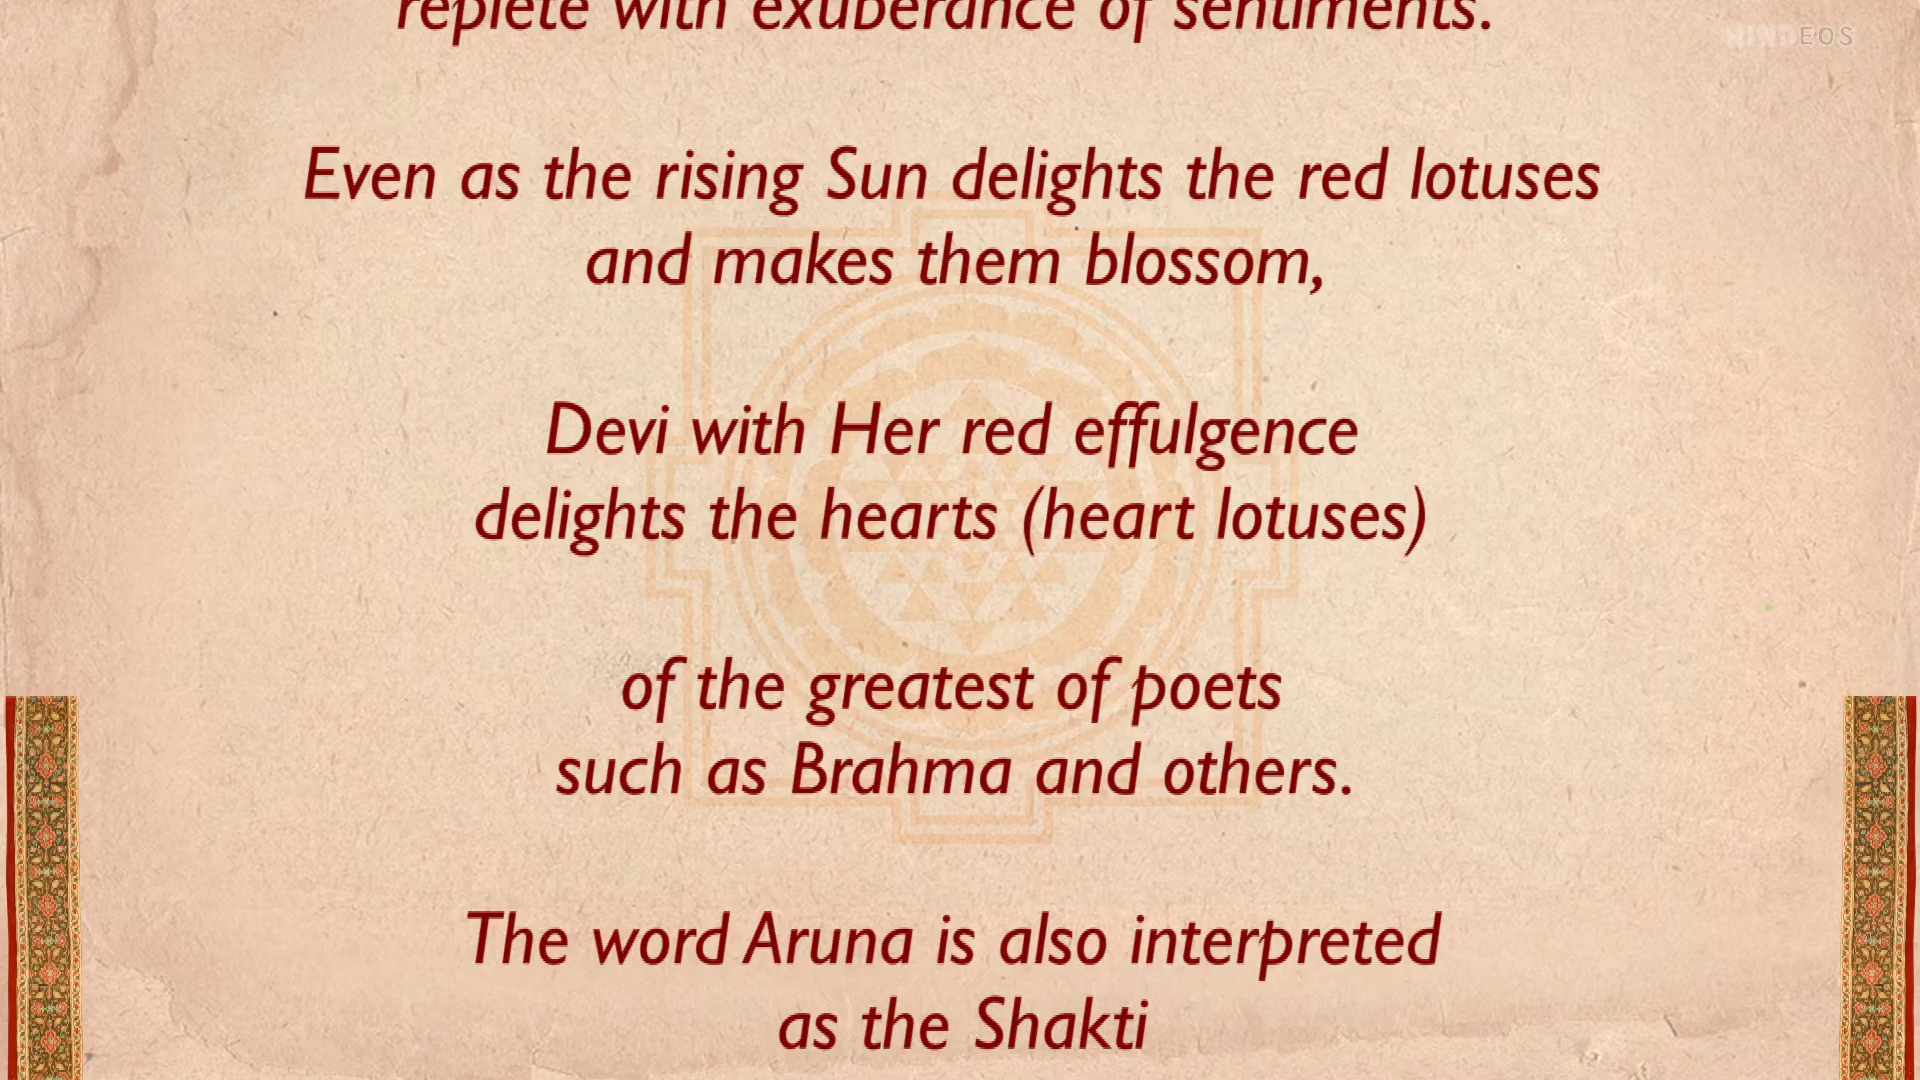 replete with exuberance of sentiments.
EOS
Even as the rising Sun delights the red lotuses
and makes them blossom,
Devi with Her red effulgence
delights the hearts (heart lotuses)
of the greatest of poets
such as Brahma and others.
The word Aruna is also interpreted
as the Shakti